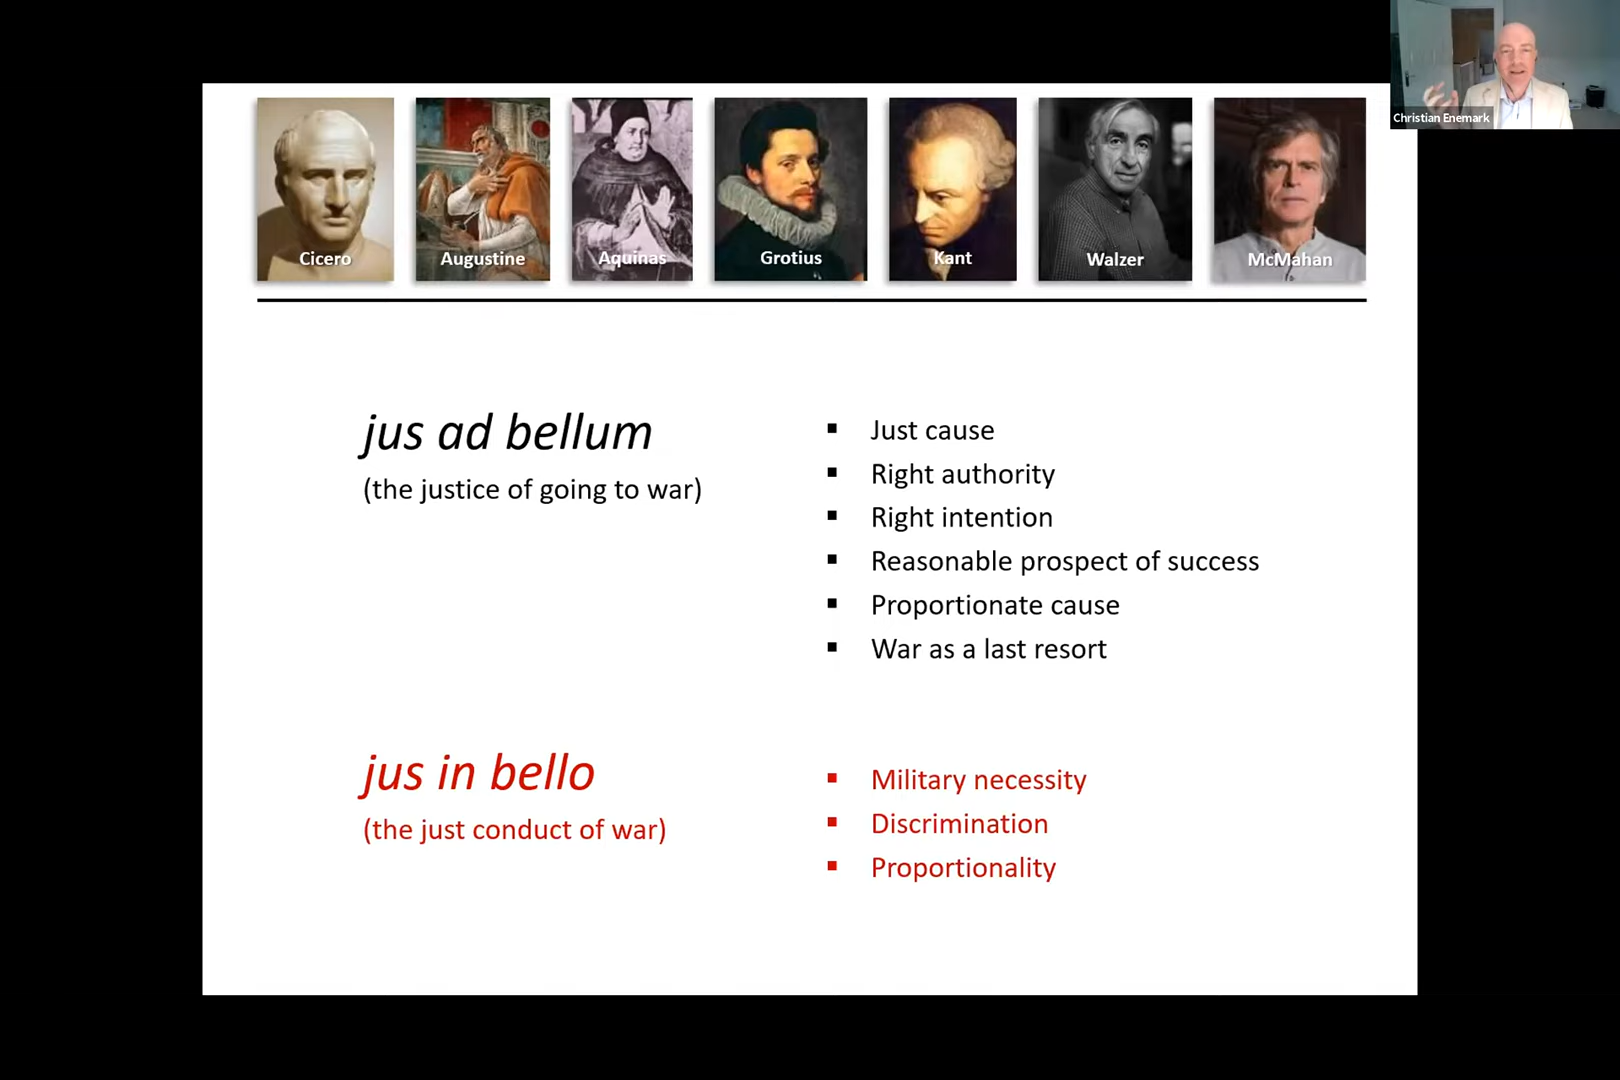 Christian Enemark
Cicero
Augustine
Aquinas
Grotius
Kant
Walzer
McMahan
jus ad bellum
(the justice of going to war)
▪ Just cause
▪ Right authority
▪ Right intention
▪ Reasonable prospect of success
▪ Proportionate cause
▪ War as a last resort
jus in bello
(the just conduct of war)
▪ Military necessity
▪ Discrimination
▪ Proportionality